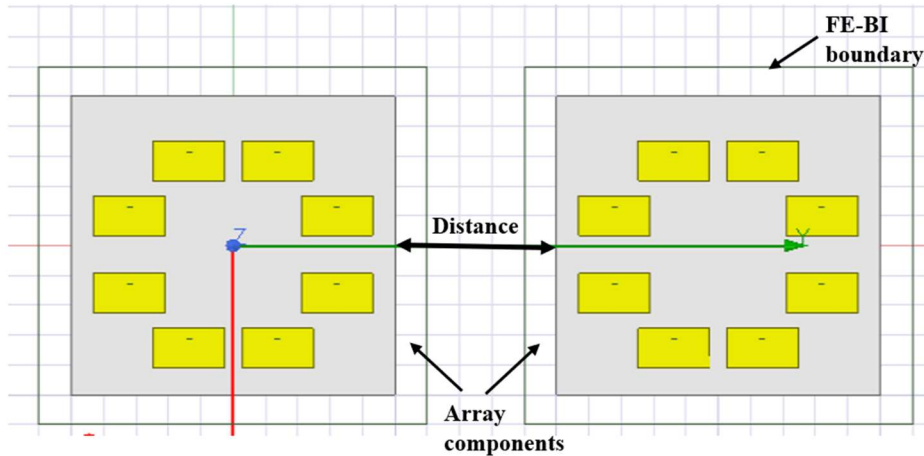 FE-BI
boundary
Z
Distance
Y
Array
components